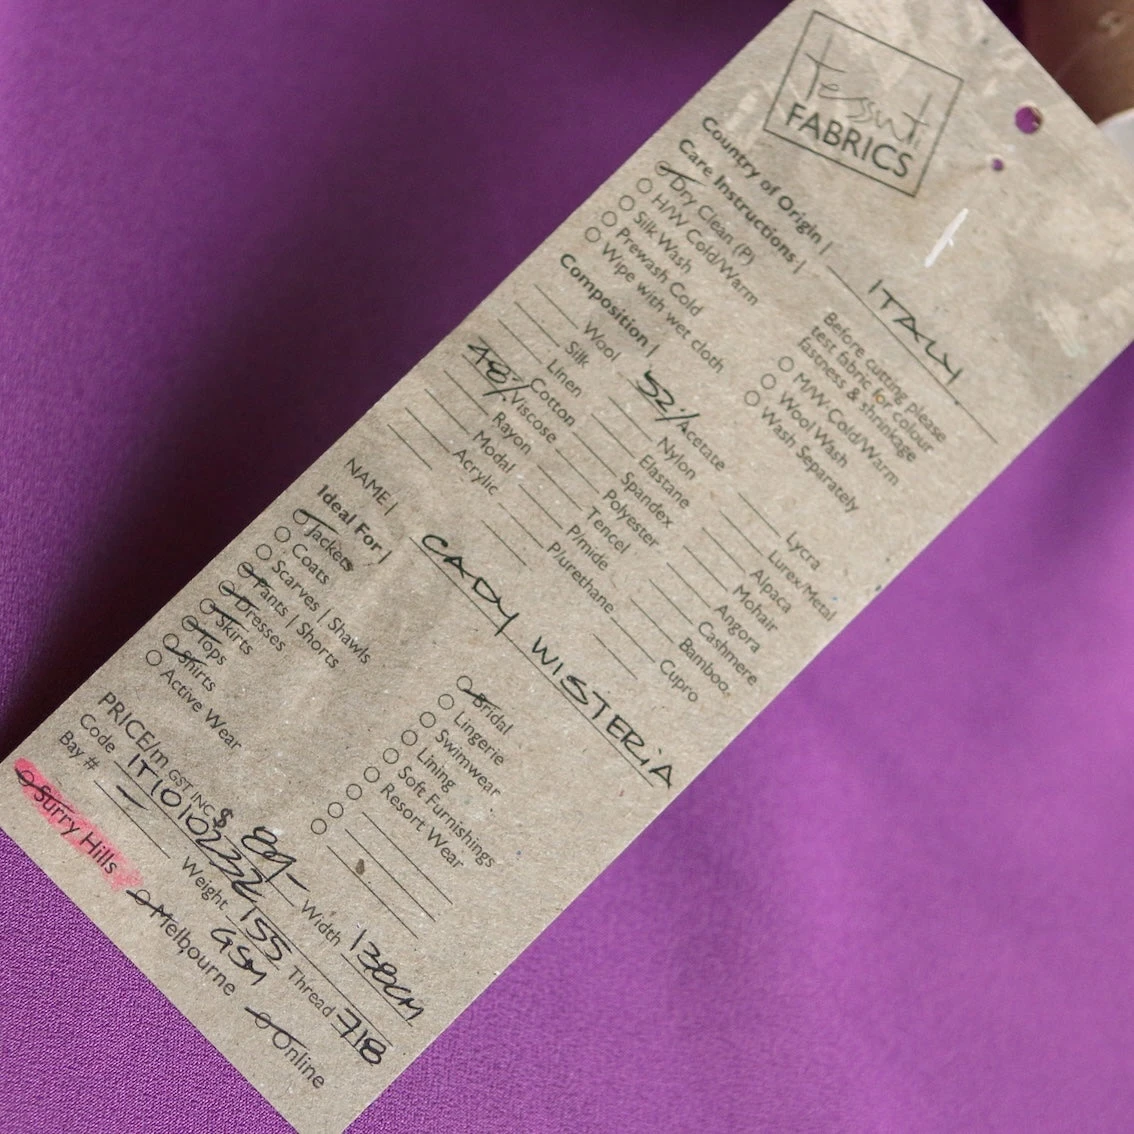 Tessuti
FABRICS
Country of Origin | ITALY
Care Instructions |
Dry Clean (P)
H/W Cold/Warm
Silk Wash
Prewash Cold
Wipe with wet cloth
Before cutting please
test fabric for colour
fastness & shrinkage
M/W Cold/Warm
Wool Wash
Wash Separately
Composition |
Wool
Silk
Linen
Cotton
48% Viscose
Rayon
Modal
Acrylic
52% Acetate
Nylon
Elastane
Spandex
Polyester
Tencel
P/mide
P/urethane
Lycra
Lurex/Metal
Alpaca
Mohair
Angora
Cashmere
Bamboo
Cupro
NAME | CADY WISTERIA
Ideal For |
Jackets
Coats
Scarves | Shawls
Pants | Shorts
Dresses
Skirts
Tops
Shirts
Active Wear
Bridal
Lingerie
Swimwear
Lining
Soft Furnishings
Resort Wear
PRICE/m GST INC $ 89- Width 138CM
Code IT1010232 Weight 155 GSM Thread 718
Bay # -
Surry Hills Melbourne Online